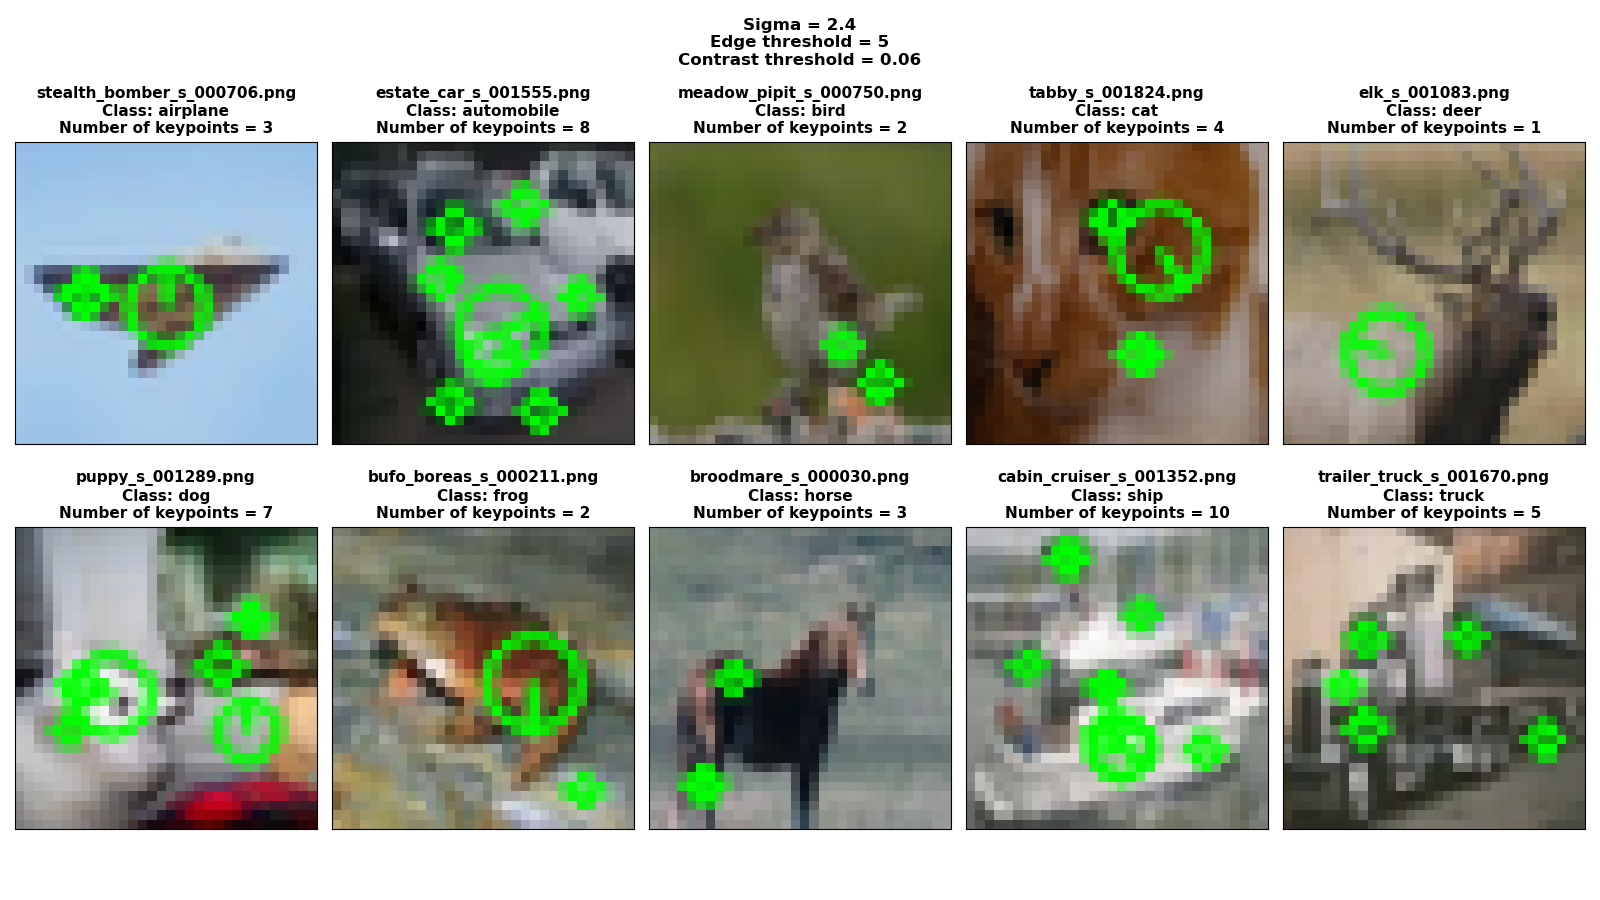 Sigma = 2.4
Edge threshold = 5
Contrast threshold = 0.06
stealth_bomber_s_000706.png
Class: airplane
Number of keypoints = 3
estate_car_s_001555.png
Class: automobile
Number of keypoints = 8
meadow_pipit_s_000750.png
Class: bird
Number of keypoints = 2
tabby_s_001824.png
Class: cat
Number of keypoints = 4
elk_s_001083.png
Class: deer
Number of keypoints = 1
puppy_s_001289.png
Class: dog
Number of keypoints = 7
bufo_boreas_s_000211.png
Class: frog
Number of keypoints = 2
broodmare_s_000030.png
Class: horse
Number of keypoints = 3
cabin_cruiser_s_001352.png
Class: ship
Number of keypoints = 10
trailer_truck_s_001670.png
Class: truck
Number of keypoints = 5